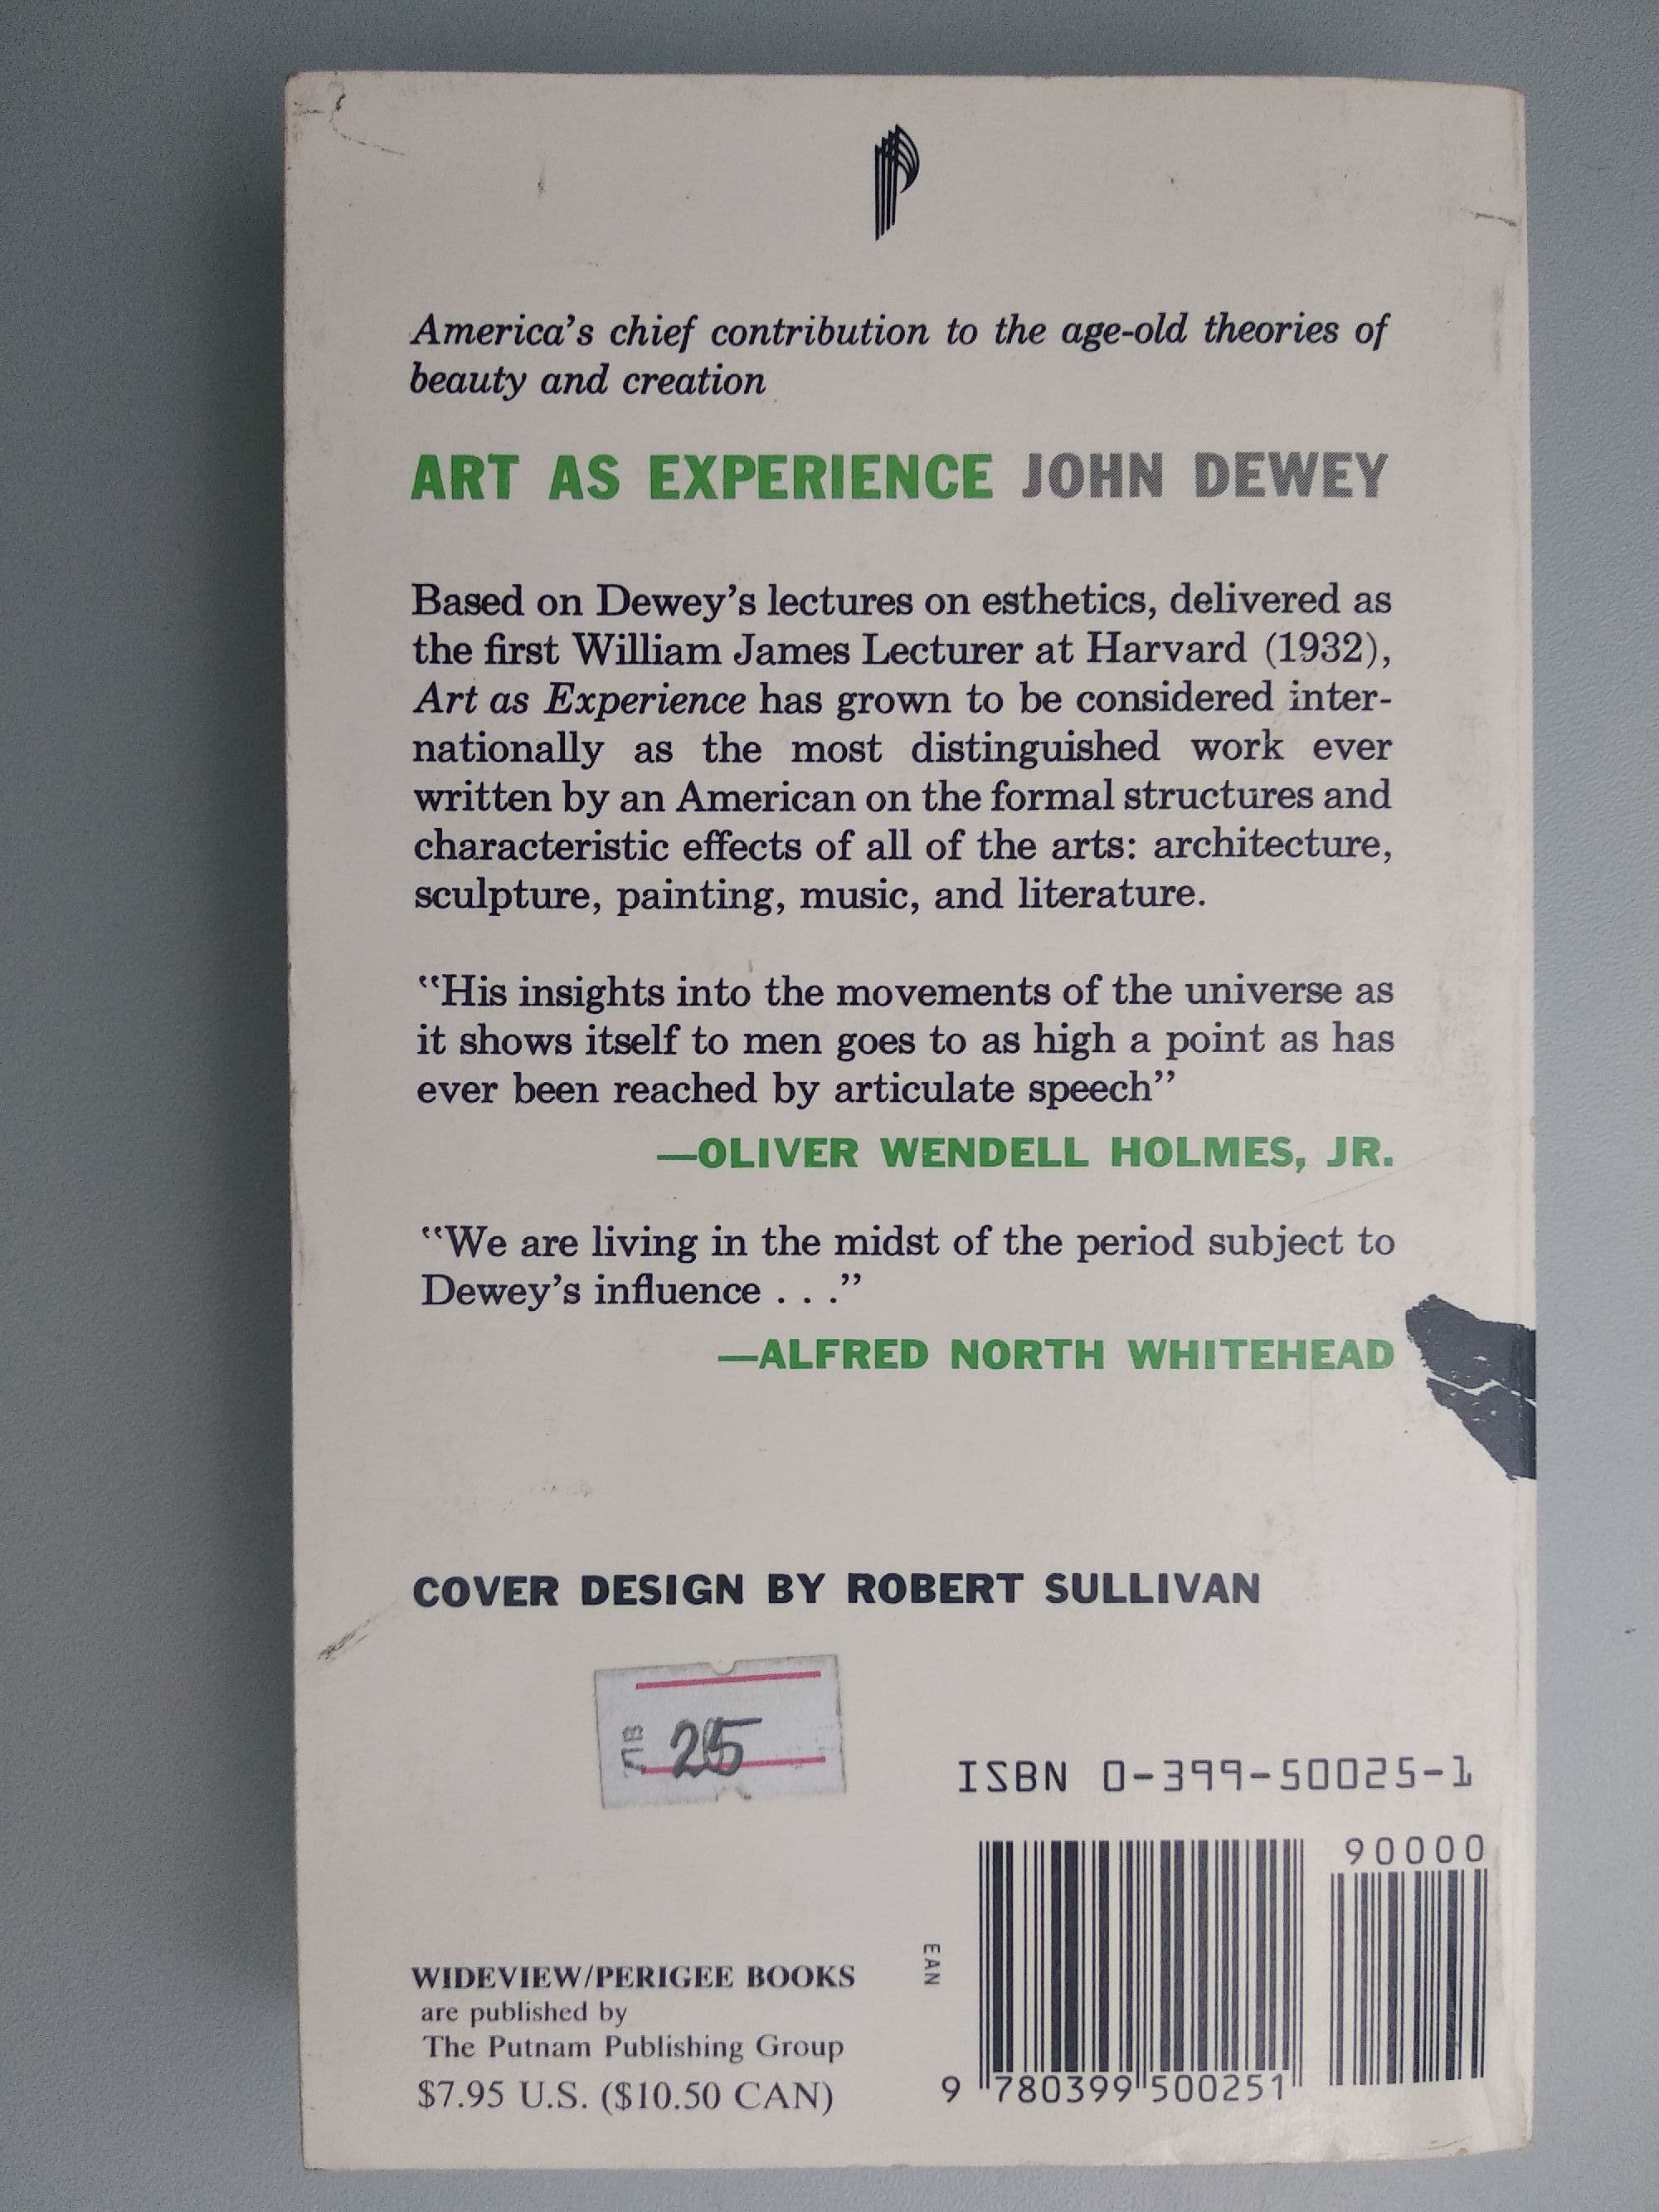 America's chief contribution to the age-old theories of
beauty and creation
ART AS EXPERIENCE JOHN DEWEY
Based on Dewey's lectures on esthetics, delivered as
the first William James Lecturer at Harvard (1932),
Art as Experience has grown to be considered inter-
nationally as the most distinguished work ever
written by an American on the formal structures and
characteristic effects of all of the arts: architecture,
sculpture, painting, music, and literature.
"His insights into the movements of the universe as
it shows itself to men goes to as high a point as has
ever been reached by articulate speech"
—OLIVER WENDELL HOLMES, JR.
"We are living in the midst of the period subject to
Dewey's influence . . ."
—ALFRED NORTH WHITEHEAD
COVER DESIGN BY ROBERT SULLIVAN
25
ISBN 0-399-50025-1
90000
EAN
9 780399 500251
WIDEVIEW/PERIGEE BOOKS
are published by
The Putnam Publishing Group
$7.95 U.S. ($10.50 CAN)